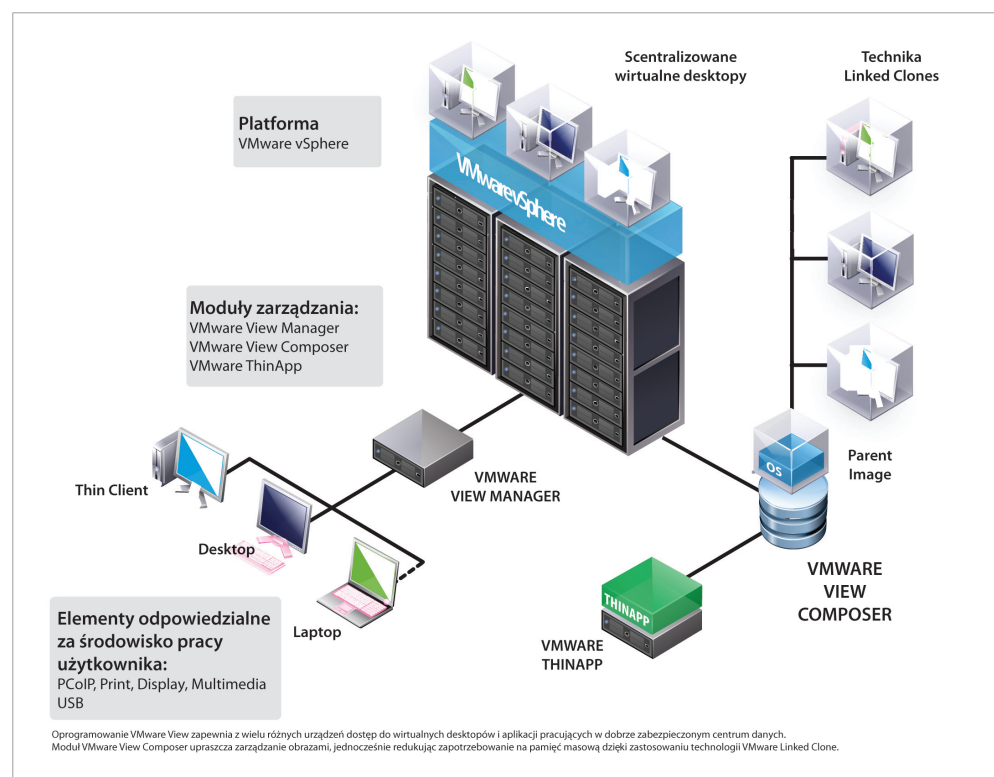 Scentralizowane
wirtualne desktopy
Technika
Linked Clones
Platforma
VMware vSphere
VMwarevSphere
Moduły zarządzania:
VMware View Manager
VMware View Composer
VMware ThinApp
OS
Parent
Image
VMWARE
VIEW MANAGER
Thin Client
Desktop
Laptop
VMWARE
VIEW
COMPOSER
THINAPP
VMWARE
THINAPP
Elementy odpowiedzialne
za środowisko pracy
użytkownika:
PCoIP, Print, Display, Multimedia
USB
Oprogramowanie VMware View zapewnia z wielu różnych urządzeń dostęp do wirtualnych desktopów i aplikacji pracujących w dobrze zabezpieczonym centrum danych.
Moduł VMware View Composer upraszcza zarządzanie obrazami, jednocześnie redukując zapotrzebowanie na pamięć masową dzięki zastosowaniu technologii VMware Linked Clone.